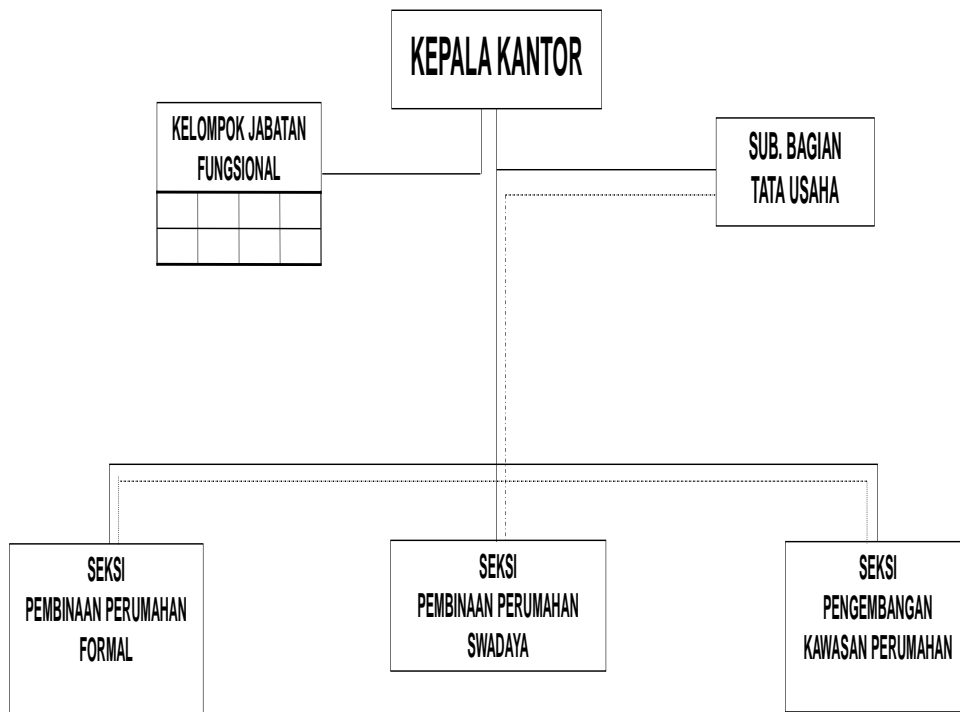 KEPALA KANTOR
KELOMPOK JABATAN
FUNGSIONAL
SUB. BAGIAN
TATA USAHA
SEKSI
PEMBINAAN PERUMAHAN
FORMAL
SEKSI
PEMBINAAN PERUMAHAN
SWADAYA
SEKSI
PENGEMBANGAN
KAWASAN PERUMAHAN